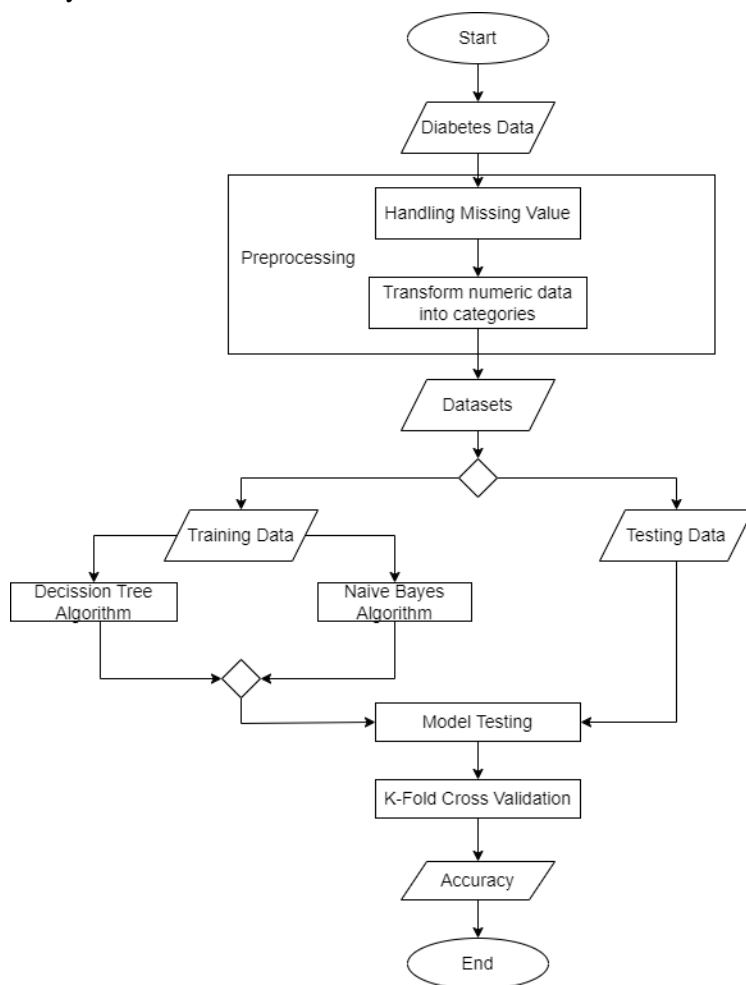 Start
Diabetes Data
Handling Missing Value
Preprocessing
Transform numeric data
into categories
Datasets
Training Data
Testing Data
Decission Tree
Algorithm
Naive Bayes
Algorithm
Model Testing
K-Fold Cross Validation
Accuracy
End